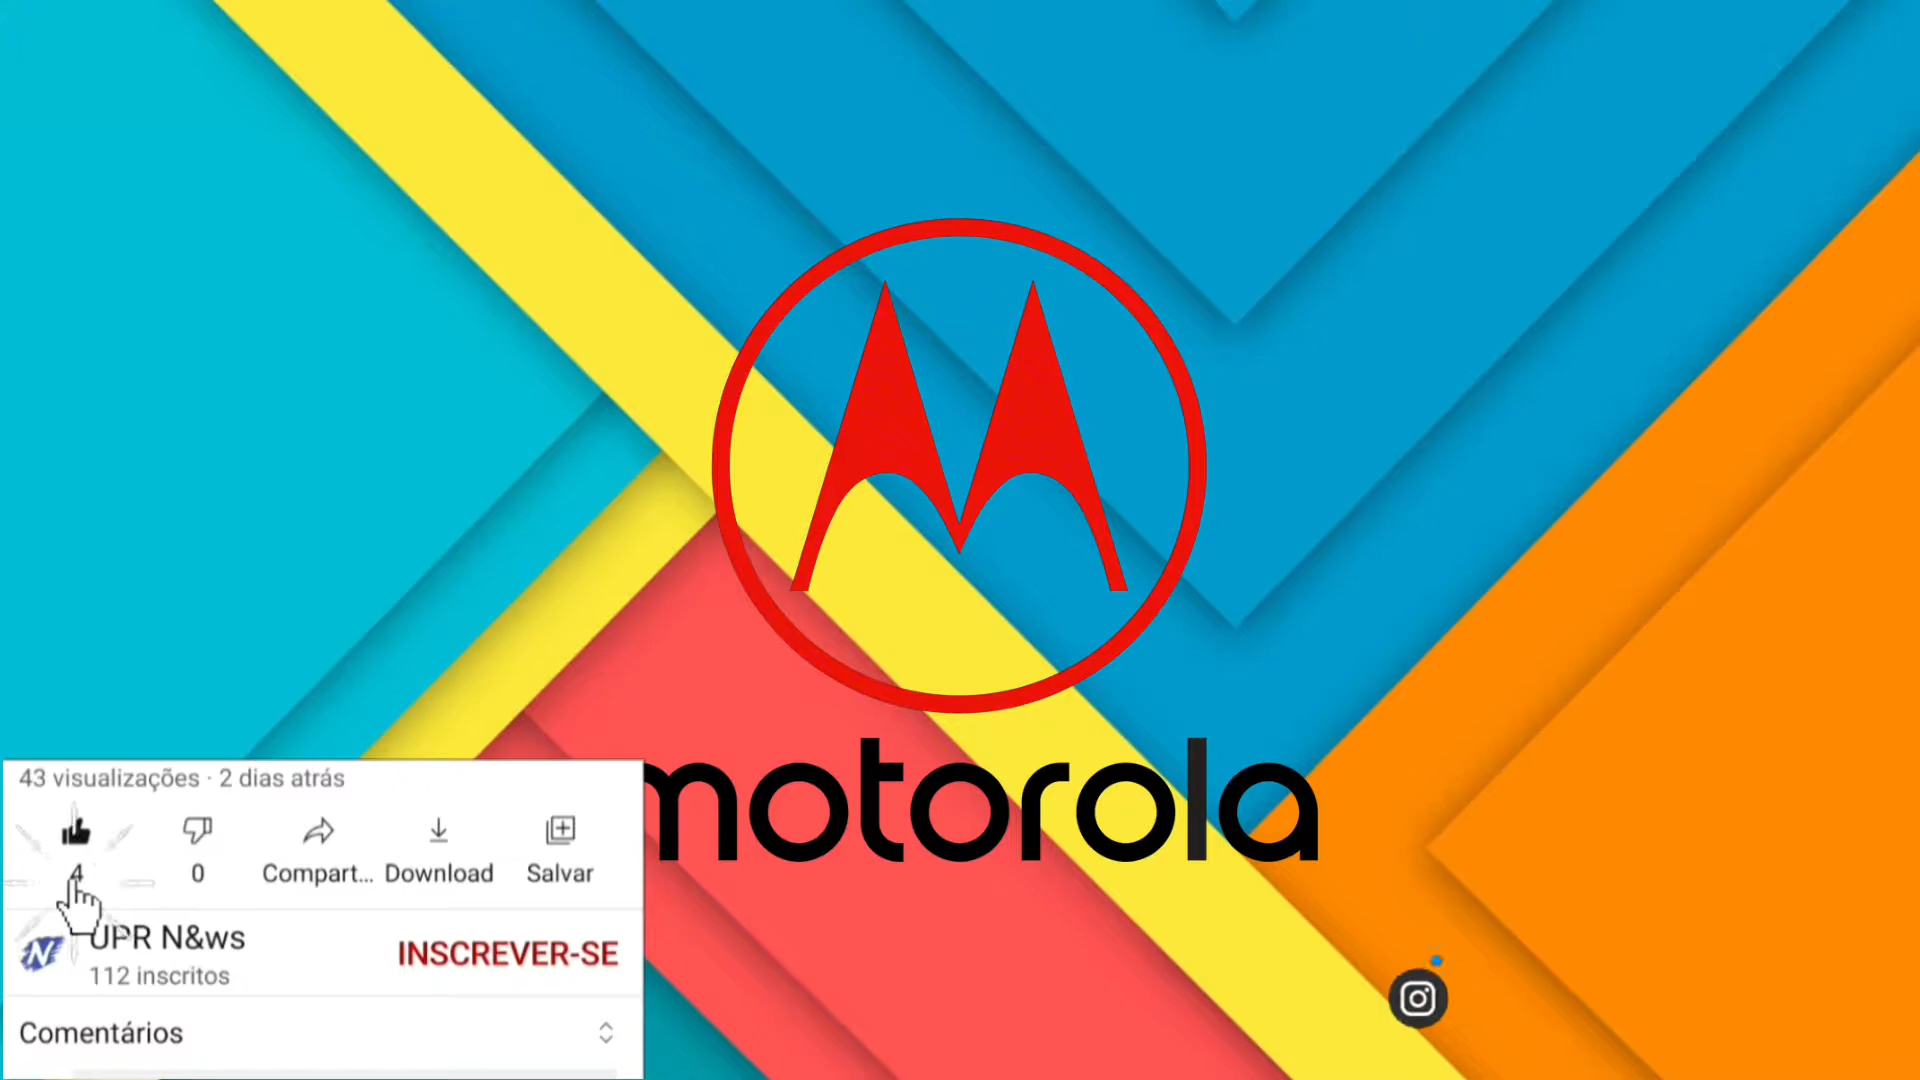 motorola
43 visualizações · 2 dias atrás
4 0 Compart... Download Salvar
UPR N&ws INSCREVER-SE
112 inscritos
Comentários